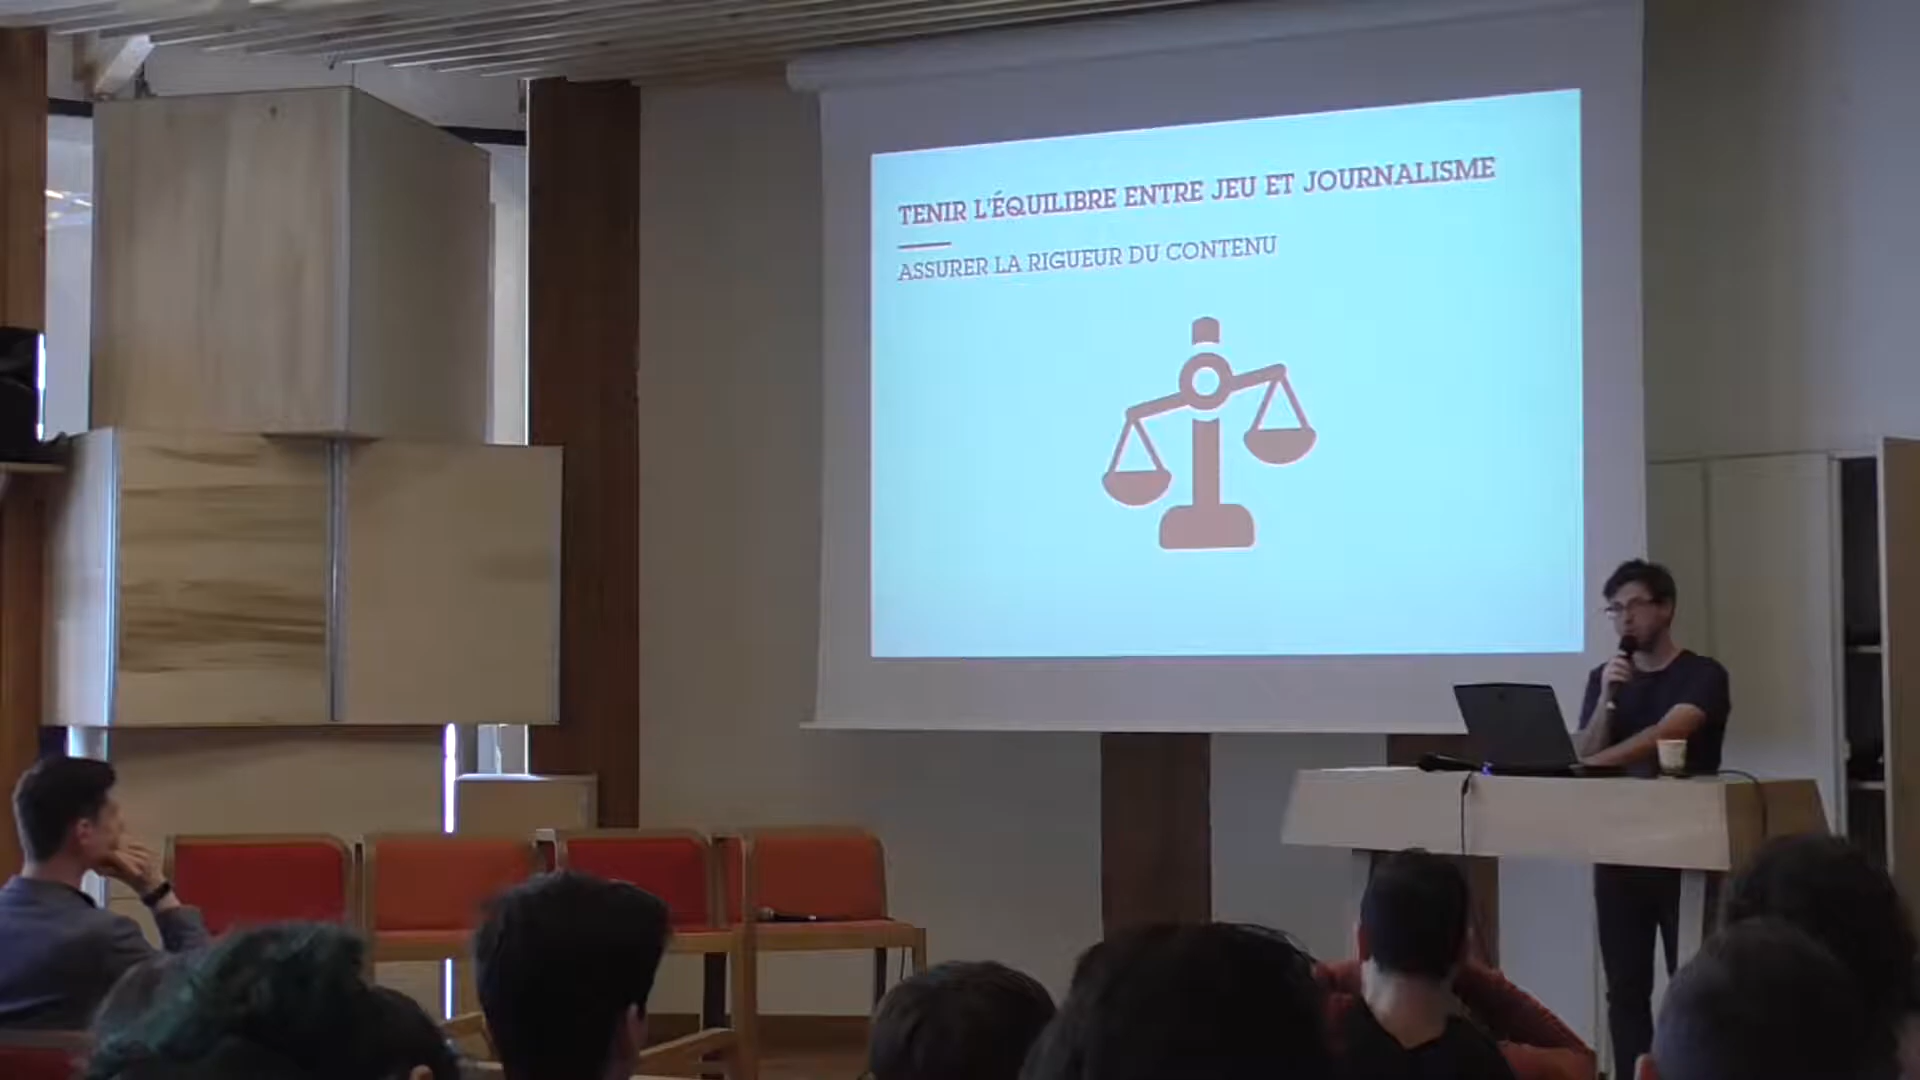 TENIR L'ÉQUILIBRE ENTRE JEU ET JOURNALISME
ASSURER LA RIGUEUR DU CONTENU